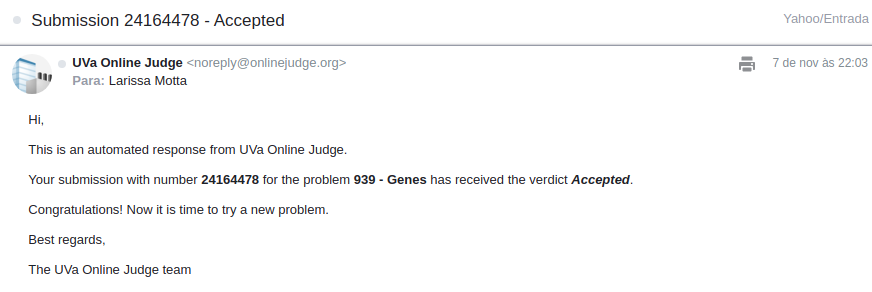 Submission 24164478 - Accepted
Yahoo/Entrada
UVa Online Judge <noreply@onlinejudge.org>
7 de nov às 22:03
Para: Larissa Motta
Hi,
This is an automated response from UVa Online Judge.
Your submission with number 24164478 for the problem 939 - Genes has received the verdict Accepted.
Congratulations! Now it is time to try a new problem.
Best regards,
The UVa Online Judge team